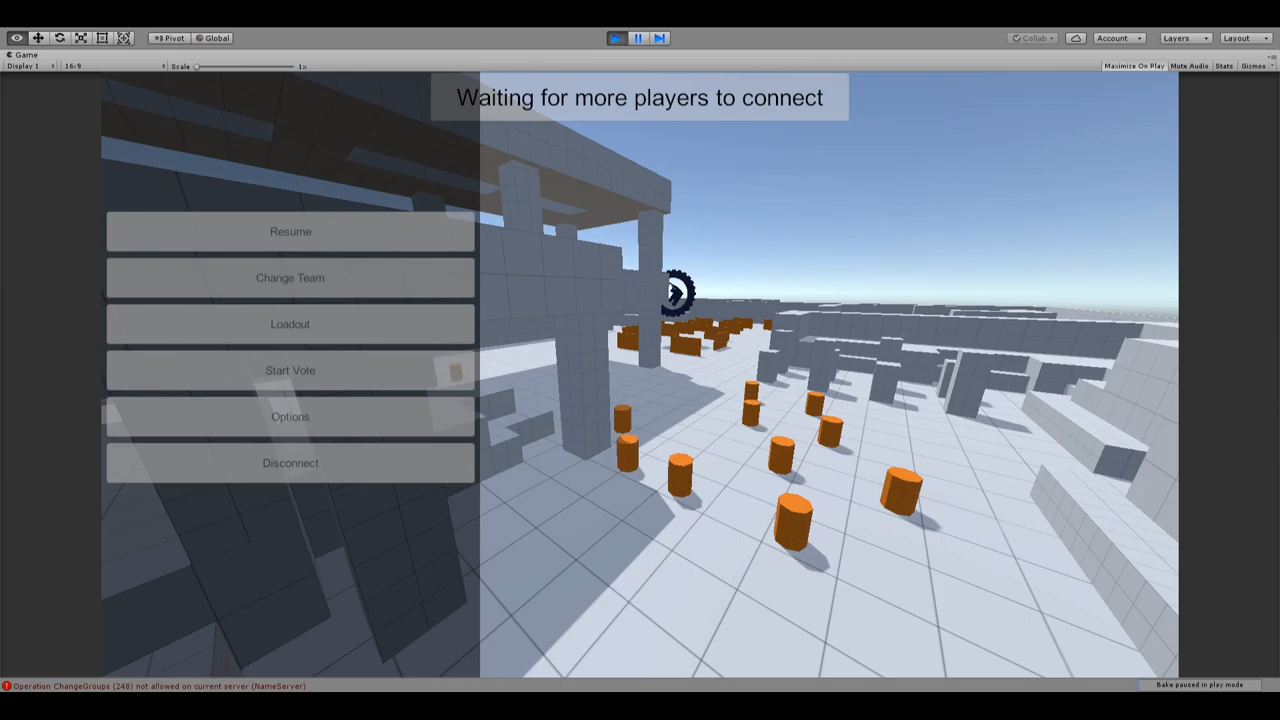 Pivot
Global
Collab
Account
Layers
Layout
Game
Display 1
16:9
Scale
1x
Maximize On Play
Mute Audio
Stats
Gizmos
Waiting for more players to connect
Resume
Change Team
Loadout
Start Vote
Options
Disconnect
Operation ChangeGroups (248) not allowed on current server (NameServer)
Bake paused in play mode